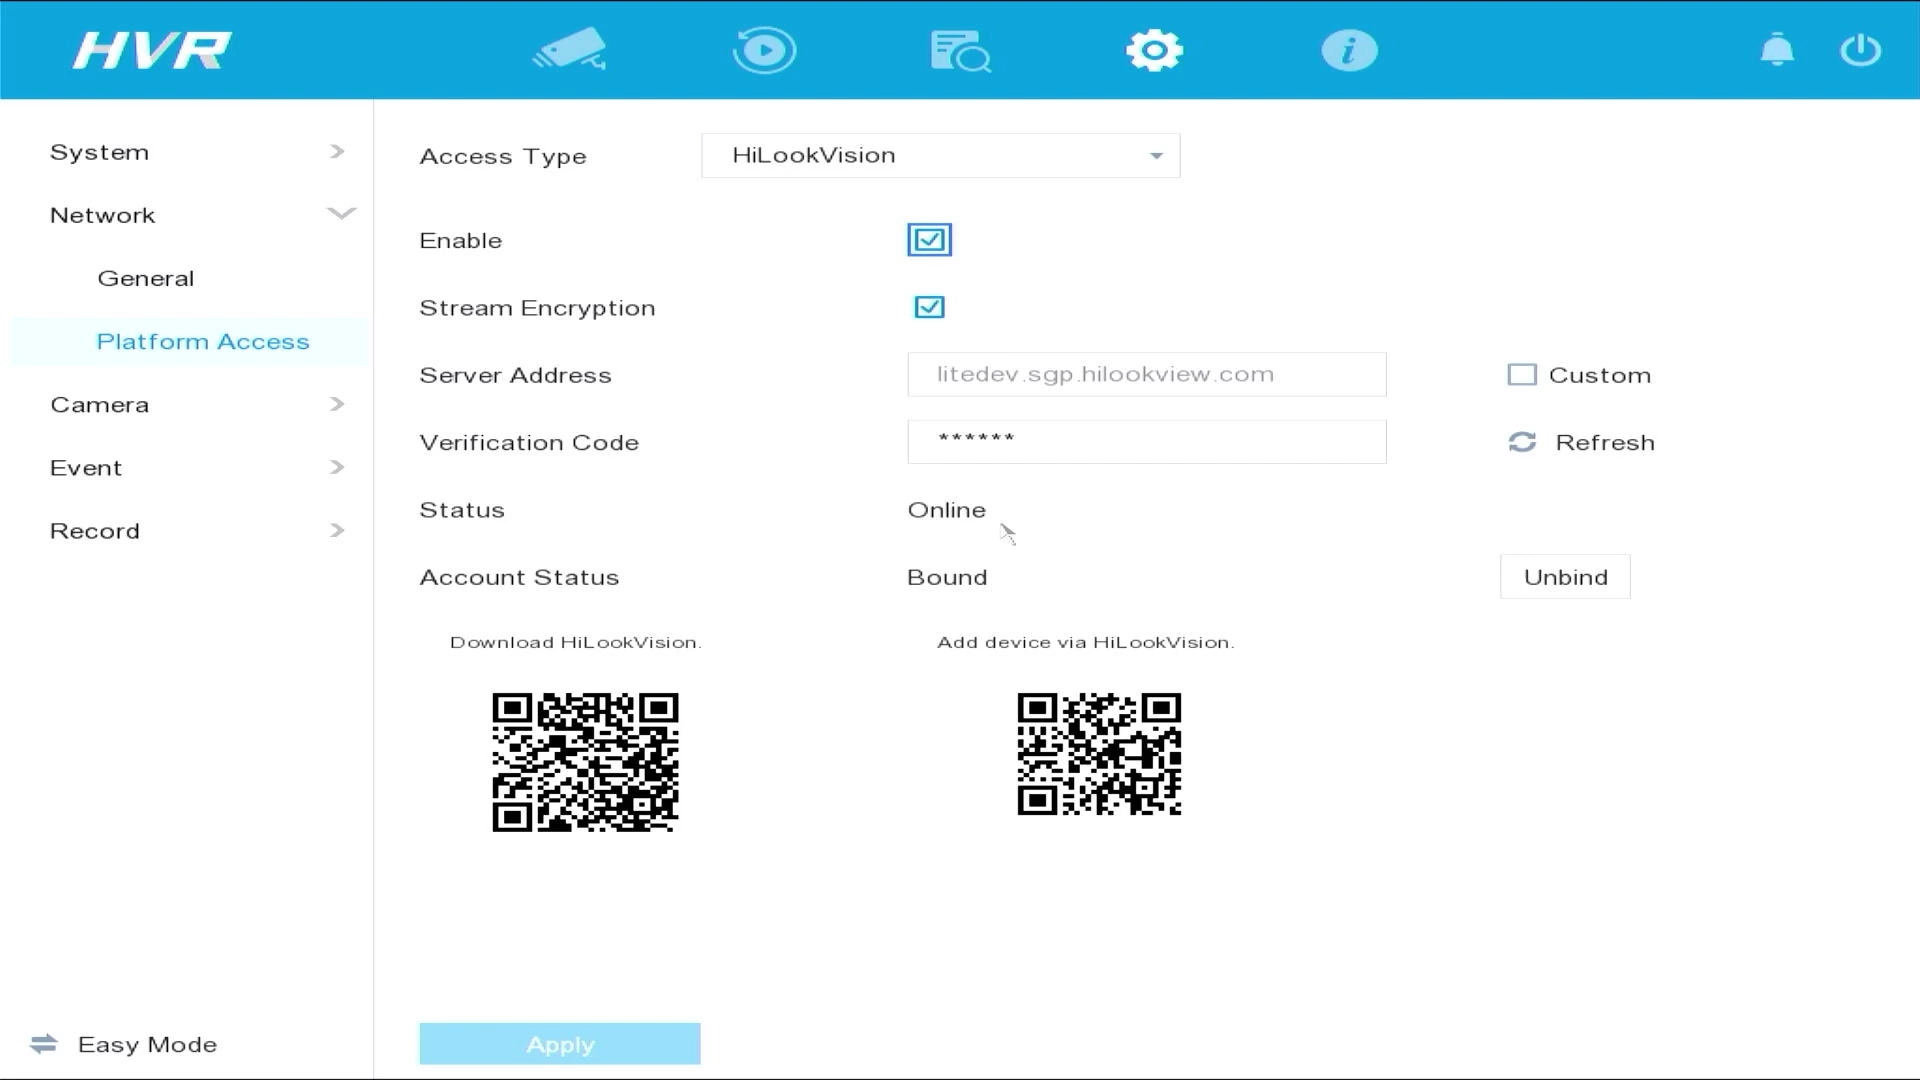 HVR
System
Network
General
Platform Access
Camera
Event
Record
Easy Mode
Access Type HiLookVision
Enable
Stream Encryption
Server Address litedev.sgp.hilookview.com Custom
Verification Code ****** Refresh
Status Online
Account Status Bound Unbind
Download HiLookVision. Add device via HiLookVision.
Apply